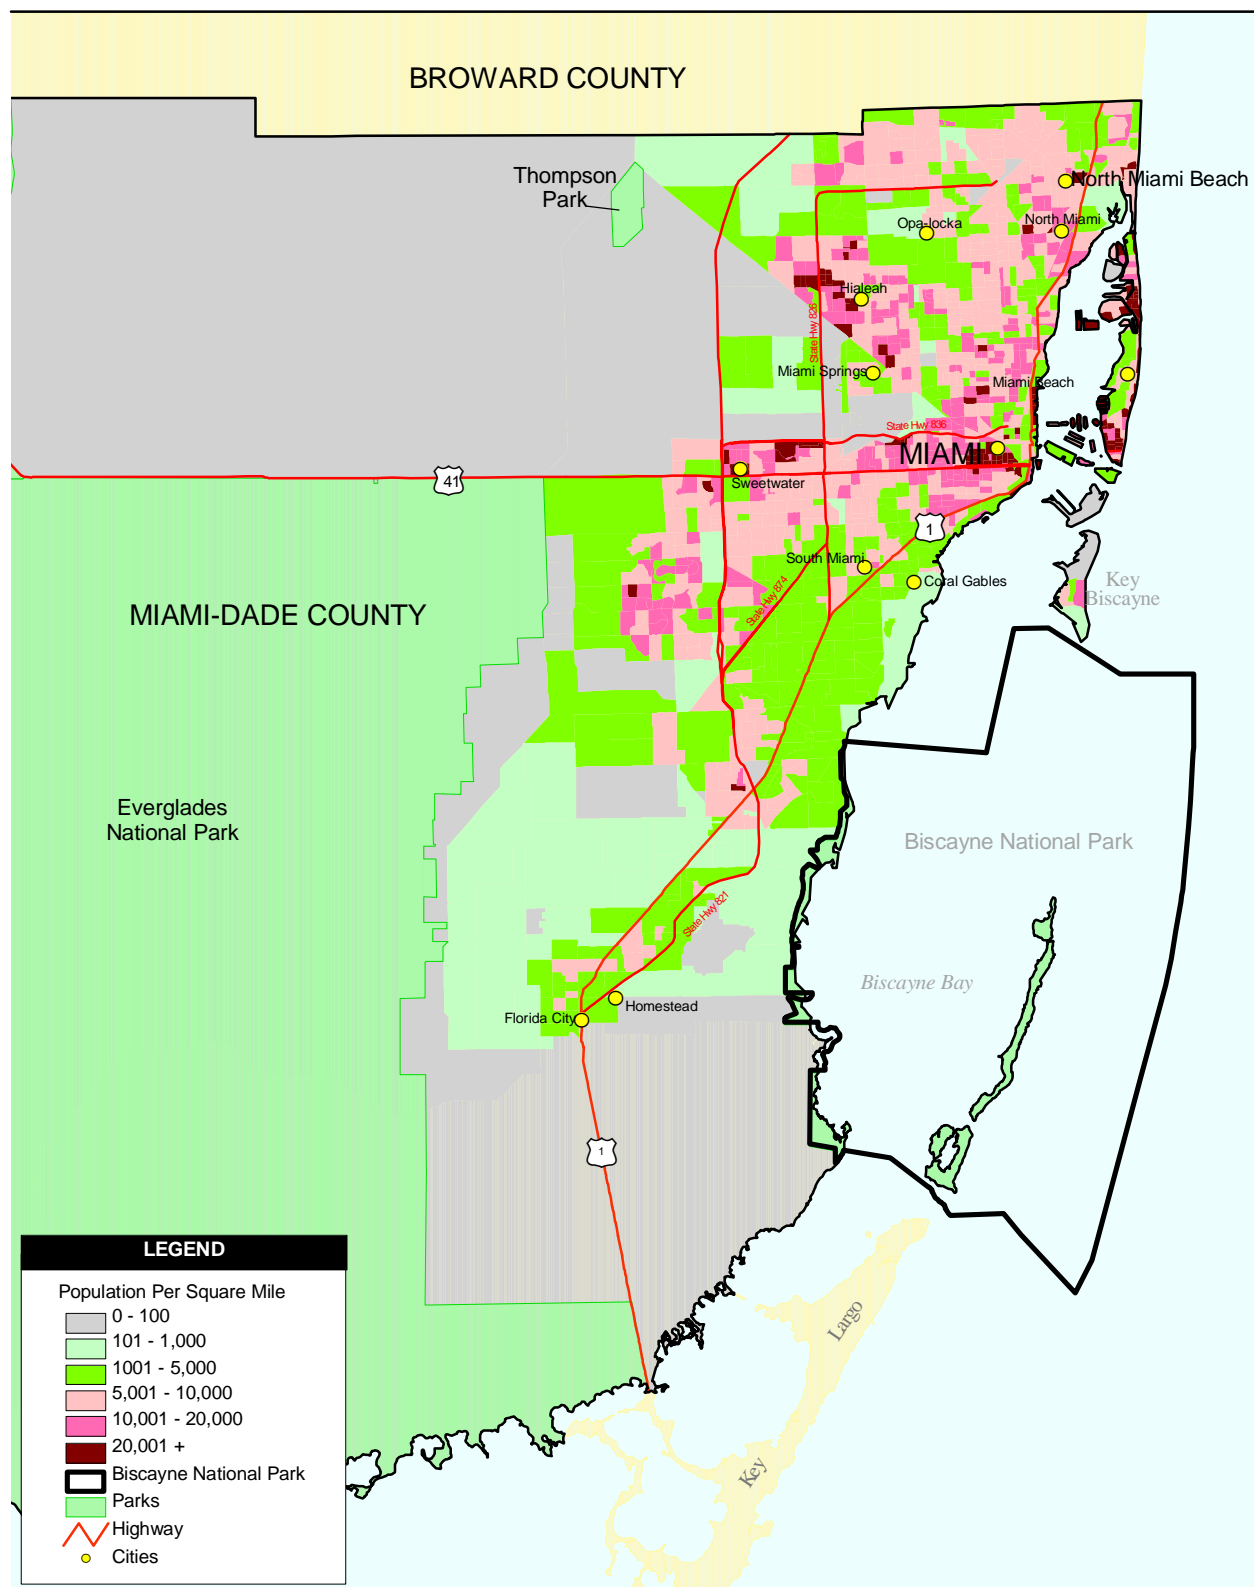 BROWARD COUNTY
Thompson
Park
North Miami Beach
Opa-locka
North Miami
Hialeah
State Hwy 826
Miami Springs
Miami Beach
State Hwy 836
MIAMI
41
Sweetwater
1
South Miami
Coral Gables
Key
Biscayne
State Hwy 874
MIAMI-DADE COUNTY
Everglades
National Park
Biscayne National Park
State Hwy 821
Biscayne Bay
Homestead
Florida City
1
Largo
Key
LEGEND
Population Per Square Mile
0 - 100
101 - 1,000
1001 - 5,000
5,001 - 10,000
10,001 - 20,000
20,001 +
Biscayne National Park
Parks
Highway
Cities